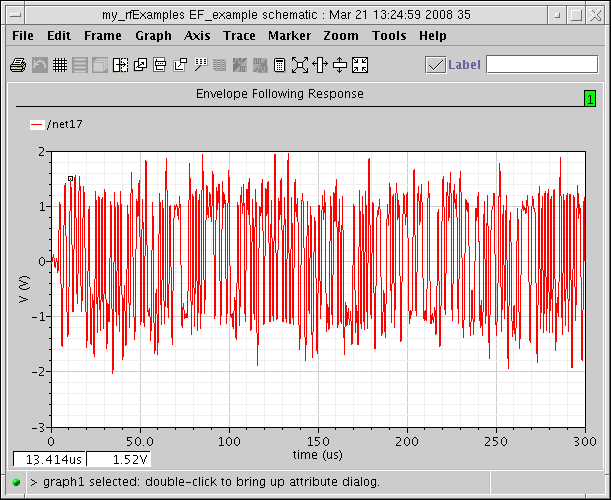 my_rfExamples EF_example schematic : Mar 21 13:24:59 2008 35
File Edit Frame Graph Axis Trace Marker Zoom Tools Help
Label
Envelope Following Response
1
/net17
2
1
0
-1
-2
-3
V (V)
0 50.0 100 150 200 250 300
time (us)
13.414us 1.52V
> graph1 selected: double-click to bring up attribute dialog.